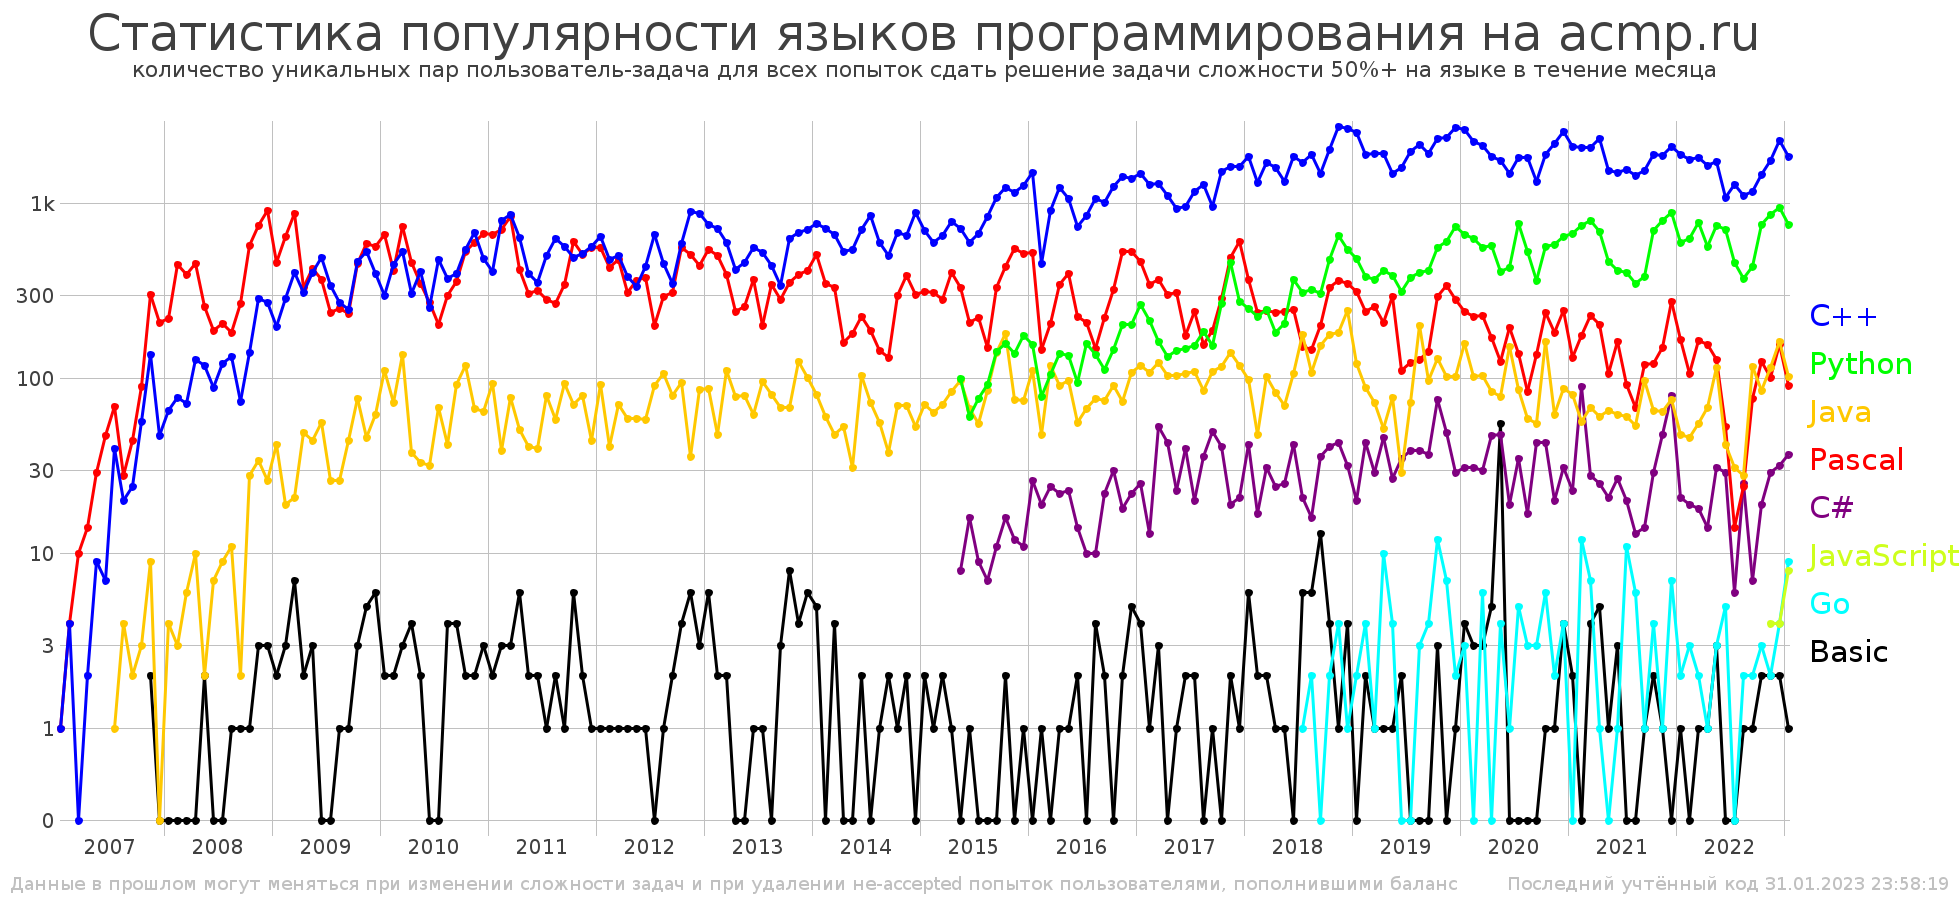 Статистика популярности языков программирования на acmp.ru
количество уникальных пар пользователь-задача для всех попыток сдать решение задачи сложности 50%+ на языке в течение месяца
1k
300
100
30
10
3
1
0
C++
Python
Java
Pascal
C#
JavaScript
Go
Basic
2007 2008 2009 2010 2011 2012 2013 2014 2015 2016 2017 2018 2019 2020 2021 2022
Данные в прошлом могут меняться при изменении сложности задач и при удалении не-accepted попыток пользователями, пополнившими баланс Последний учтённый код 31.01.2023 23:58:19